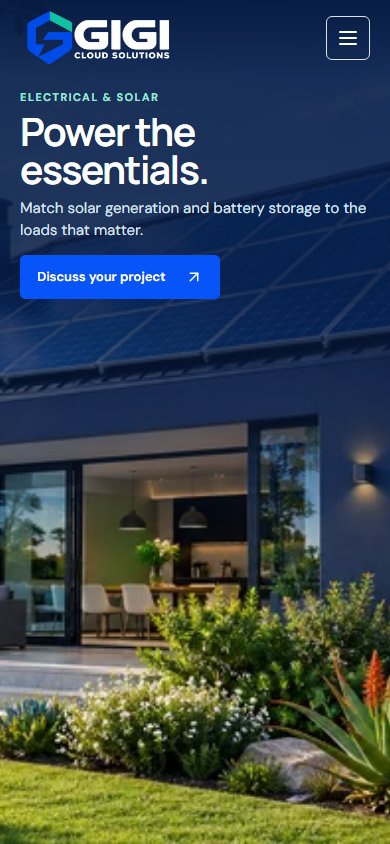 GIGI
CLOUD SOLUTIONS
ELECTRICAL & SOLAR
Power the
essentials.
Match solar generation and battery storage to the
loads that matter.
Discuss your project